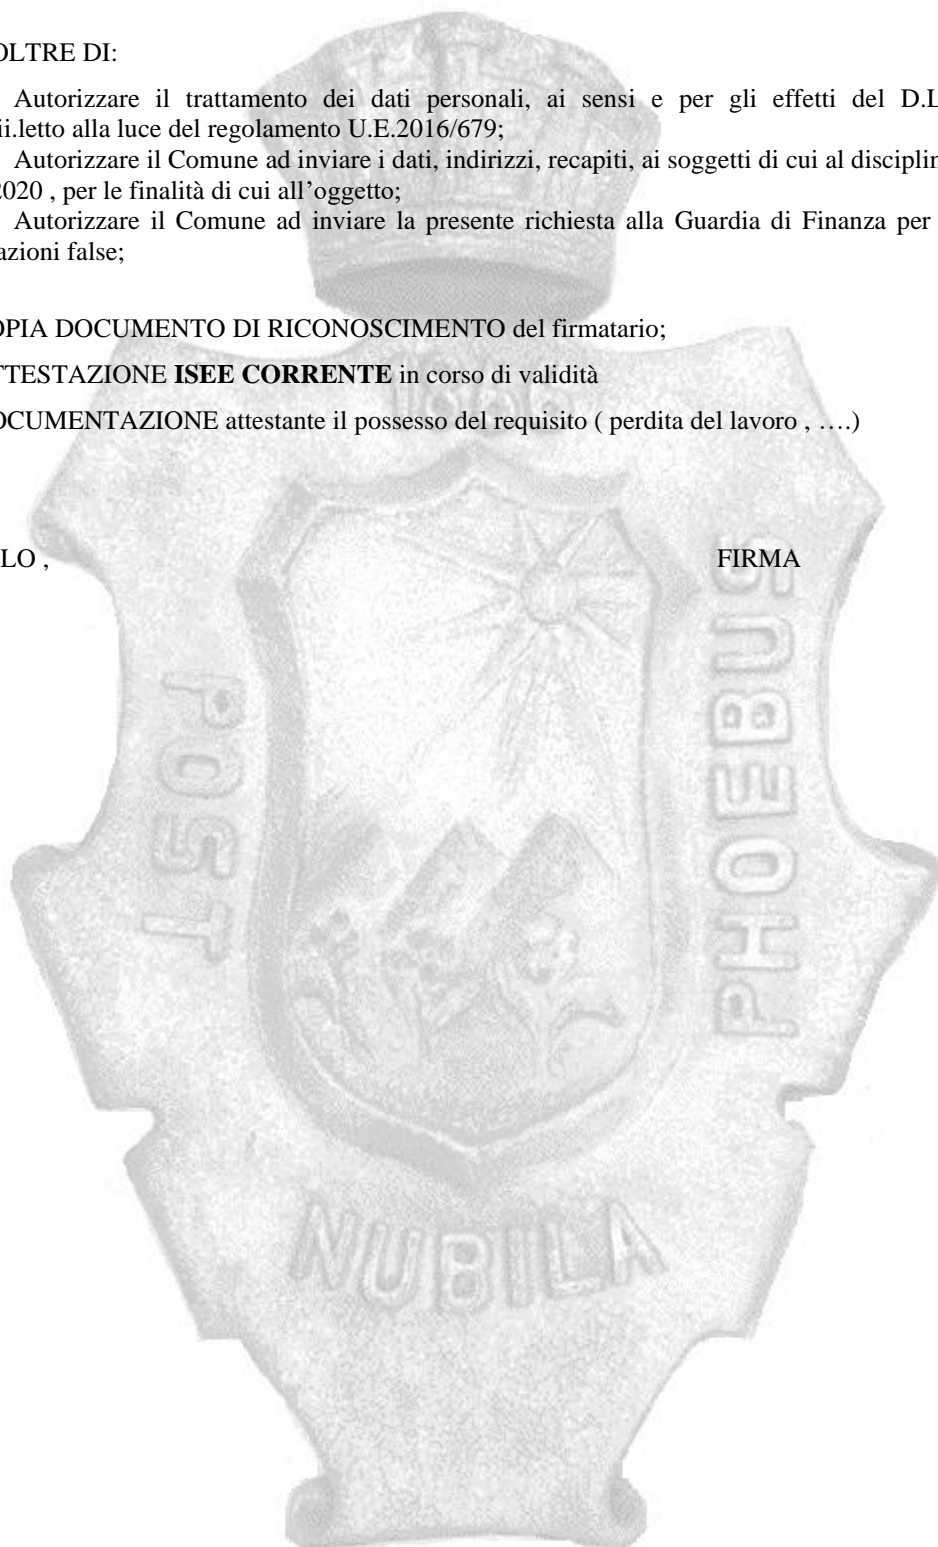 OLTRE DI:
Autorizzare il trattamento dei dati personali, ai sensi e per gli effetti del D.L
ii.letto alla luce del regolamento U.E.2016/679;
Autorizzare il Comune ad inviare i dati, indirizzi, recapiti, ai soggetti di cui al disciplin
2020 , per le finalità di cui all’oggetto;
Autorizzare il Comune ad inviare la presente richiesta alla Guardia di Finanza per
azioni false;
OPIA DOCUMENTO DI RICONOSCIMENTO del firmatario;
TTESTAZIONE ISEE CORRENTE in corso di validità
OCUMENTAZIONE attestante il possesso del requisito ( perdita del lavoro , ….)
LO , FIRMA
POST
PHOEBUS
NUBILA